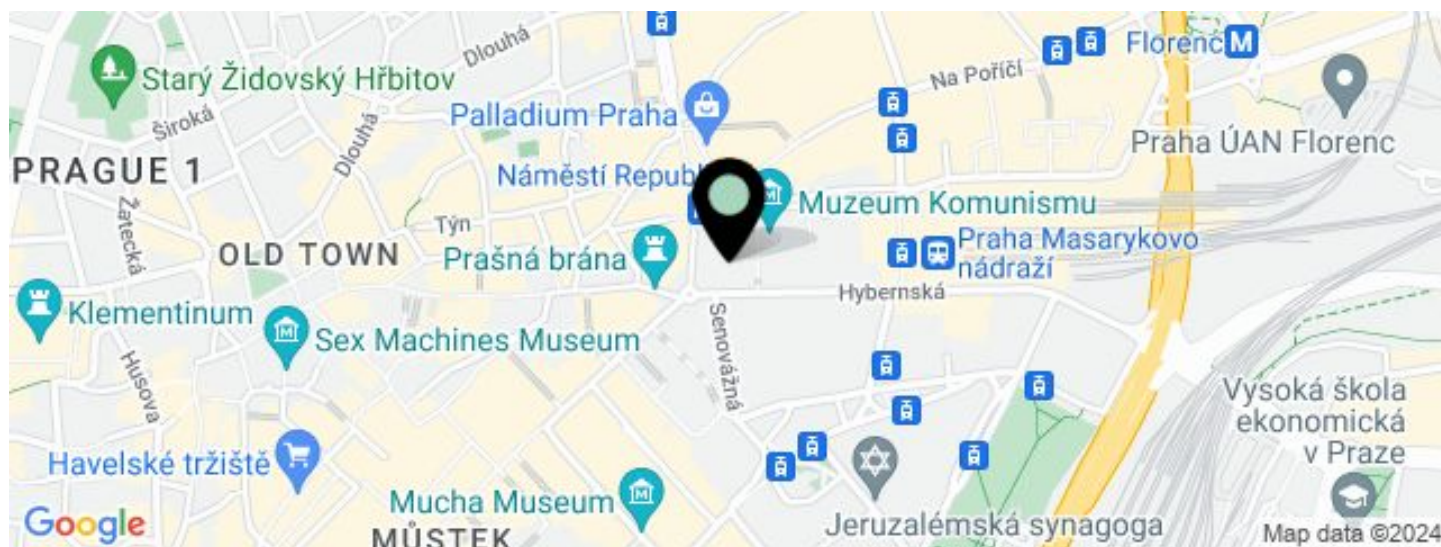 Dlouhá
Florenc
M
Starý Židovský Hřbitov
Na Poříčí
Široká
Palladium Praha
Dlouhá
Praha ÚAN Florenc
PRAGUE 1
Náměstí Republ
Muzeum Komunismu
Žatecká
Týn
OLD TOWN
Prašná brána
Praha Masarykovo
nádraží
Klementinum
Hybernská
Sex Machines Museum
Senovážná
Husova
Vysoká škola
ekonomická
v Praze
Havelské tržiště
Mucha Museum
Jeruzalémská synagoga
Google
MŮSTEK
Map data ©2024